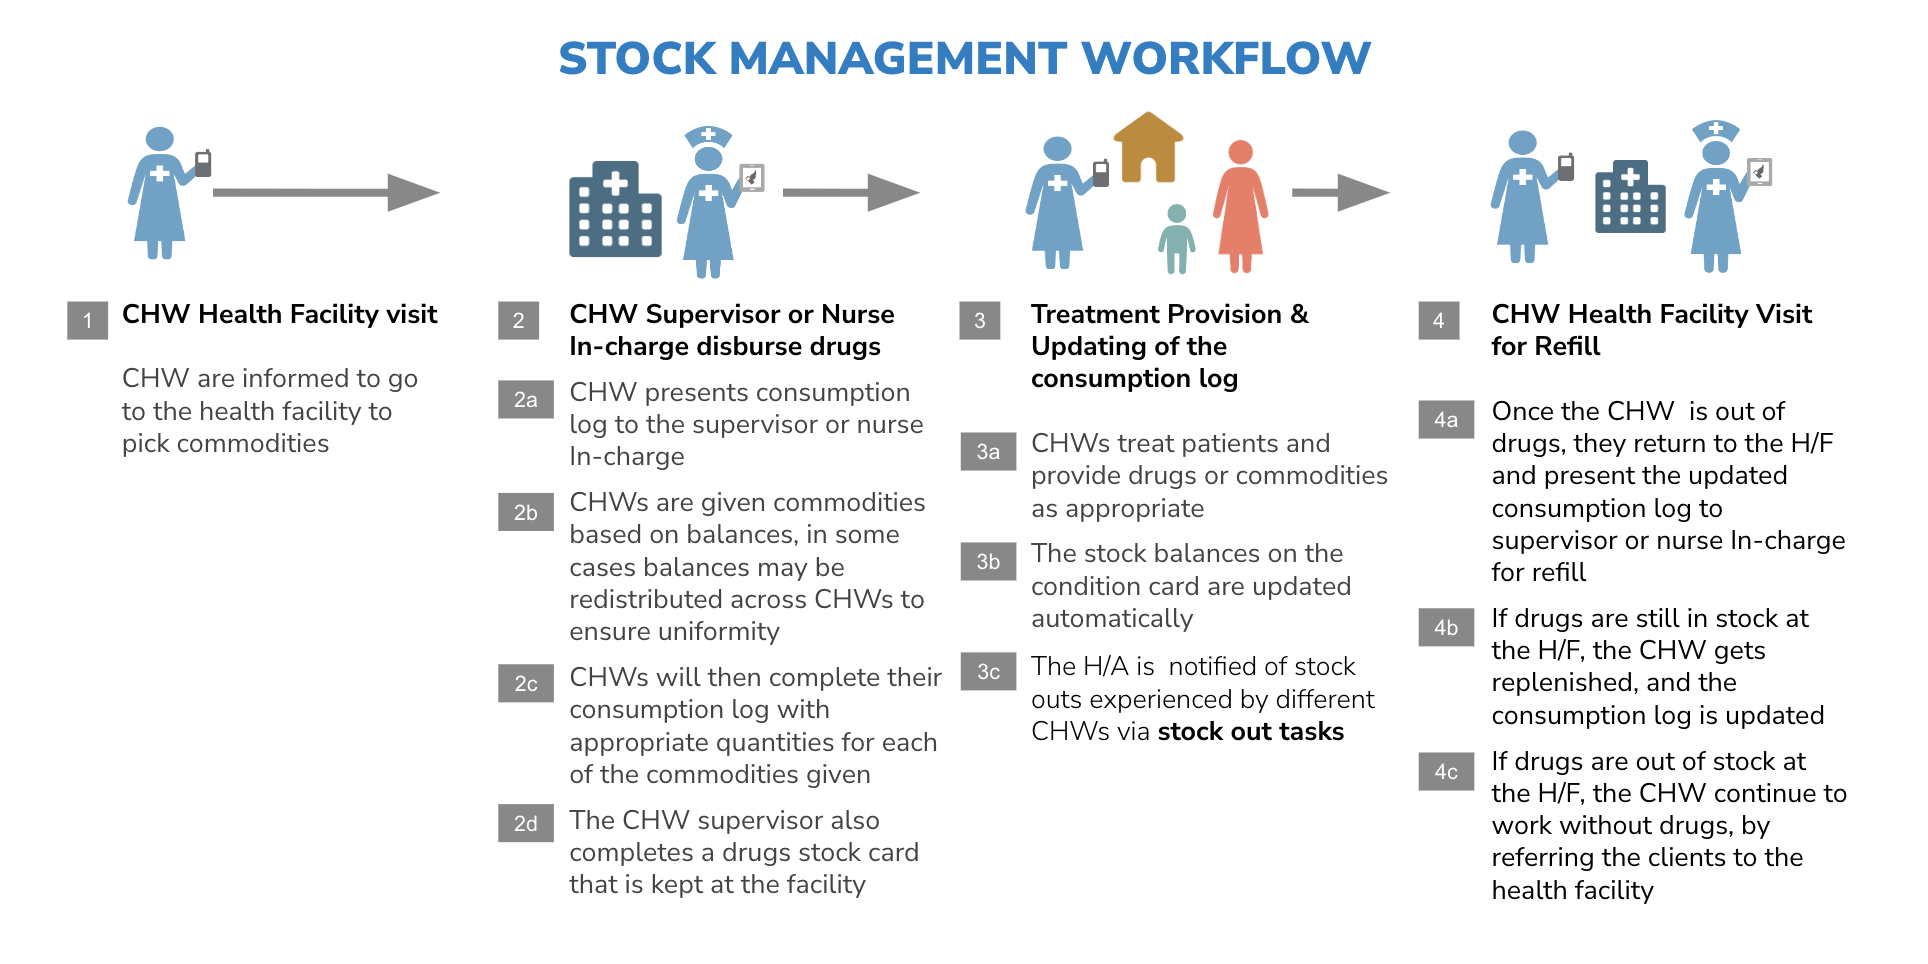 STOCK MANAGEMENT WORKFLOW
1
CHW Health Facility visit
CHW are informed to go
to the health facility to
pick commodities
2
CHW Supervisor or Nurse
In-charge disburse drugs
2a
CHW presents consumption
log to the supervisor or nurse
In-charge
2b
CHWs are given commodities
based on balances, in some
cases balances may be
redistributed across CHWs to
ensure uniformity
2c
CHWs will then complete their
consumption log with
appropriate quantities for each
of the commodities given
2d
The CHW supervisor also
completes a drugs stock card
that is kept at the facility
3
Treatment Provision &
Updating of the
consumption log
3a
CHWs treat patients and
provide drugs or commodities
as appropriate
3b
The stock balances on the
condition card are updated
automatically
3c
The H/A is  notified of stock
outs experienced by different
CHWs via stock out tasks
4
CHW Health Facility Visit
for Refill
4a
Once the CHW  is out of
drugs, they return to the H/F
and present the updated
consumption log to
supervisor or nurse In-charge
for refill
4b
If drugs are still in stock at
the H/F, the CHW gets
replenished, and the
consumption log is updated
4c
If drugs are out of stock at
the H/F, the CHW continue to
work without drugs, by
referring the clients to the
health facility